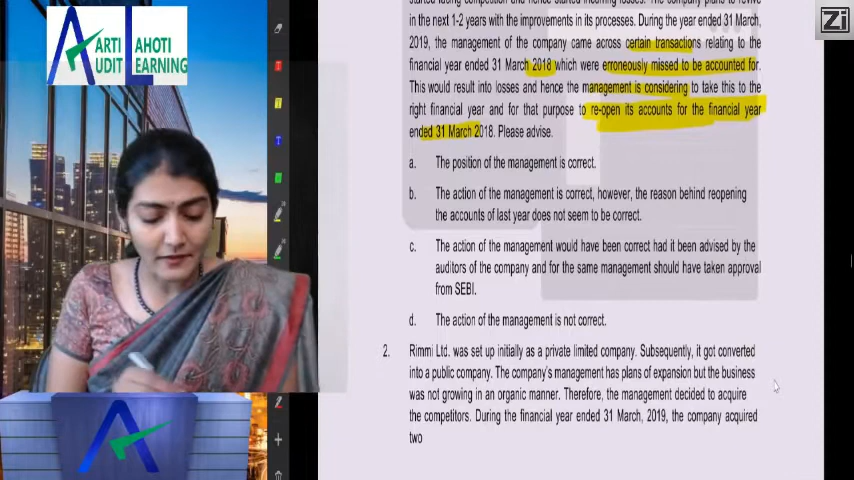 ARTI LAHOTI
AUDIT LEARNING
Zi
started facing competition and hence started incurring losses. The company plans to revive
in the next 1-2 years with the improvements in its processes. During the year ended 31 March,
2019, the management of the company came across certain transactions relating to the
financial year ended 31 March 2018 which were erroneously missed to be accounted for.
This would result into losses and hence the management is considering to take this to the
right financial year and for that purpose to re-open its accounts for the financial year
ended 31 March 2018. Please advise.
a. The position of the management is correct.
b. The action of the management is correct, however, the reason behind reopening
the accounts of last year does not seem to be correct.
c. The action of the management would have been correct had it been advised by the
auditors of the company and for the same management should have taken approval
from SEBI.
d. The action of the management is not correct.
2. Rimmi Ltd. was set up initially as a private limited company. Subsequently, it got converted
into a public company. The company's management has plans of expansion but the business
was not growing in an organic manner. Therefore, the management decided to acquire
the competitors. During the financial year ended 31 March, 2019, the company acquired
two